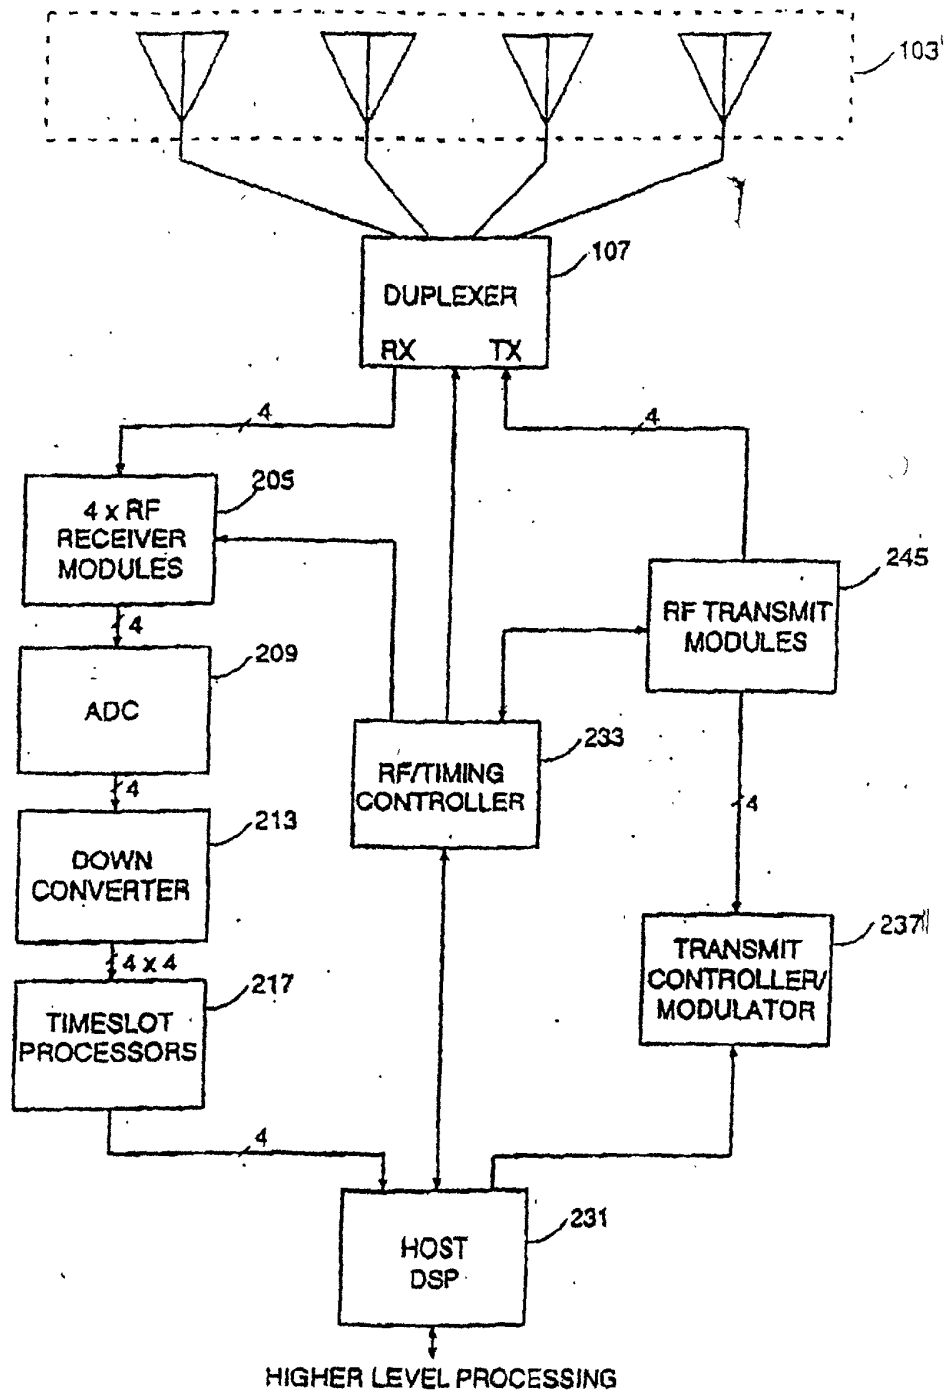 103
107
DUPLEXER
RX TX
4
4
205
4 x RF
RECEIVER
MODULES
245
RF TRANSMIT
MODULES
4
209
ADC
233
RF/TIMING
CONTROLLER
4
4
213
DOWN
CONVERTER
237
TRANSMIT
CONTROLLER/
MODULATOR
4 x 4
217
TIMESLOT
PROCESSORS
4
231
HOST
DSP
HIGHER LEVEL PROCESSING